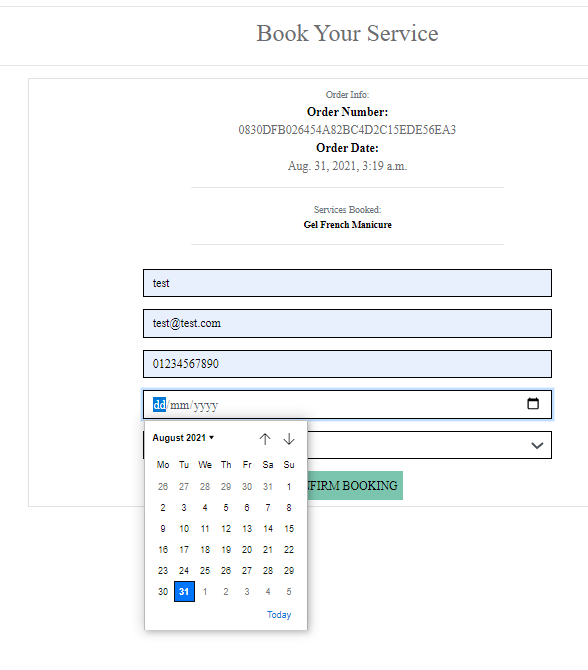 Book Your Service
Order Info:
Order Number:
0830DFB026454A82BC4D2C15EDE56EA3
Order Date:
Aug. 31, 2021, 3:19 a.m.
Services Booked:
Gel French Manicure
test
test@test.com
01234567890
dd/mm/yyyy
August 2021
Mo Tu We Th Fr Sa Su
26 27 28 29 30 31 1
2 3 4 5 6 7 8
9 10 11 12 13 14 15
16 17 18 19 20 21 22
23 24 25 26 27 28 29
30 31 1 2 3 4 5
Today
NFIRM BOOKING